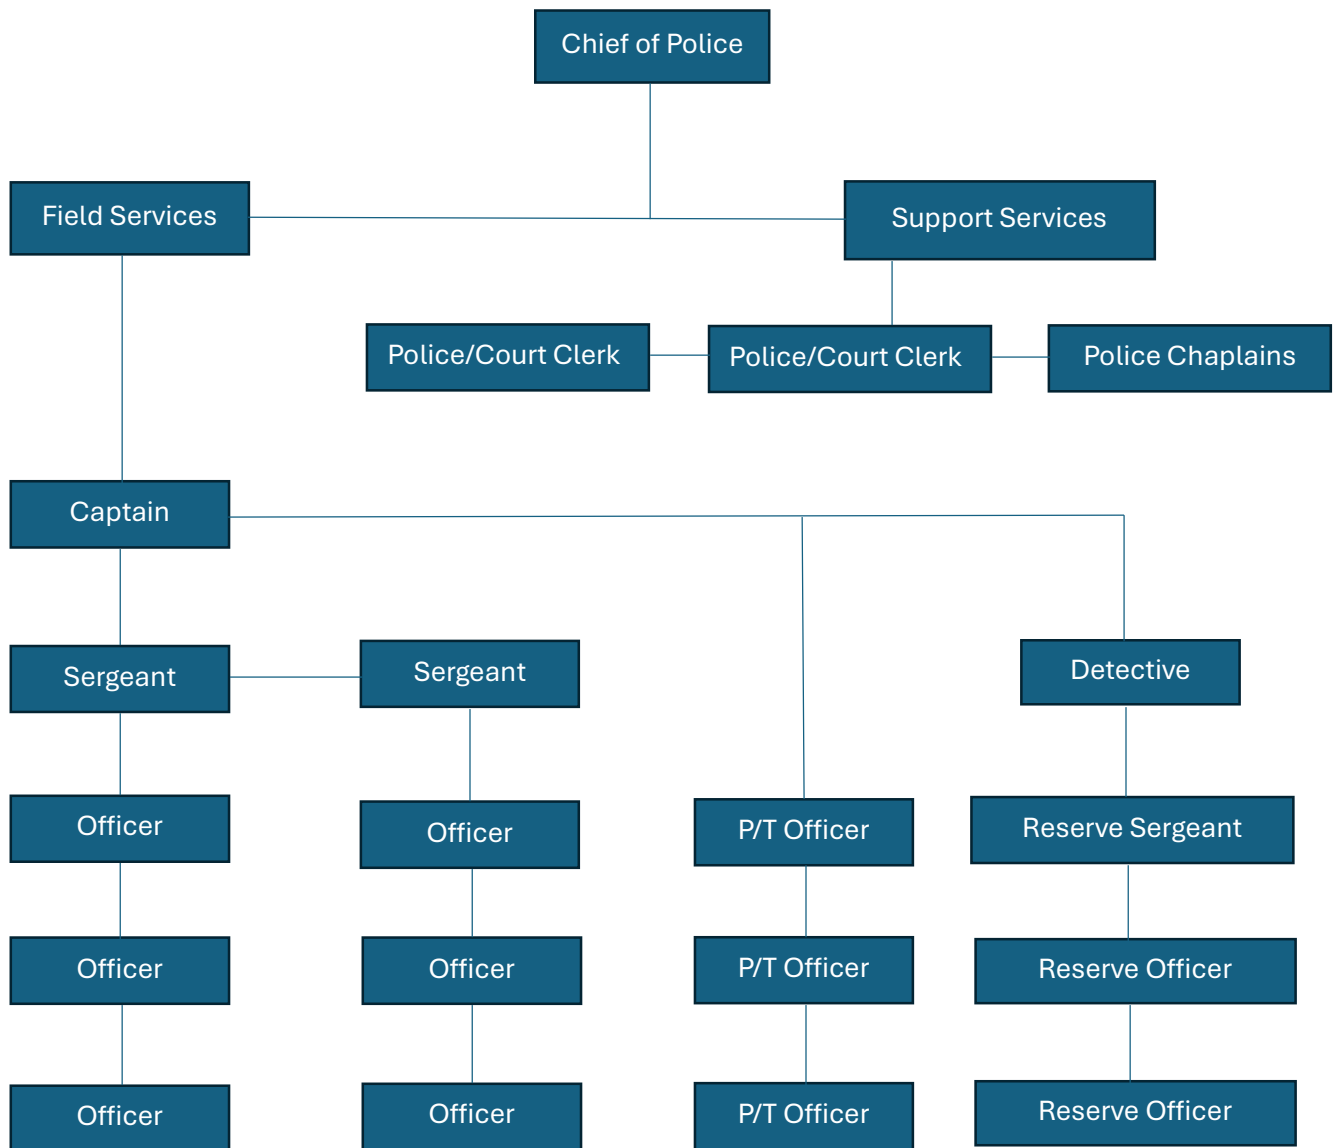 Chief of Police
Field Services
Support Services
Police/Court Clerk
Police/Court Clerk
Police Chaplains
Captain
Sergeant
Sergeant
Detective
Officer
Officer
P/T Officer
Reserve Sergeant
Officer
Officer
P/T Officer
Reserve Officer
Officer
Officer
P/T Officer
Reserve Officer